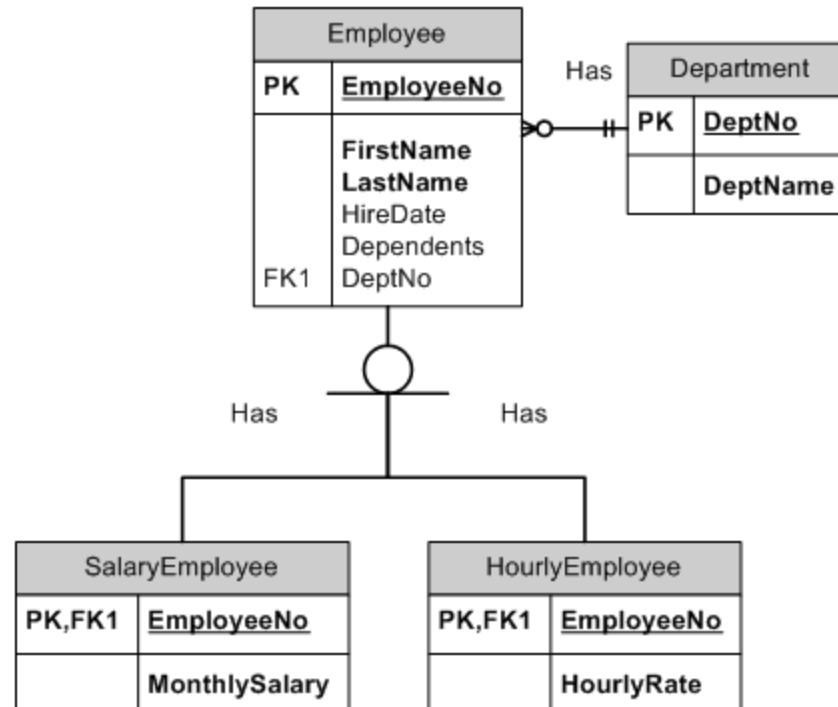 Employee
PK EmployeeNo
FirstName
LastName
HireDate
Dependents
FK1 DeptNo
Has
Department
PK DeptNo
DeptName
Has Has
SalaryEmployee
PK,FK1 EmployeeNo
MonthlySalary
HourlyEmployee
PK,FK1 EmployeeNo
HourlyRate